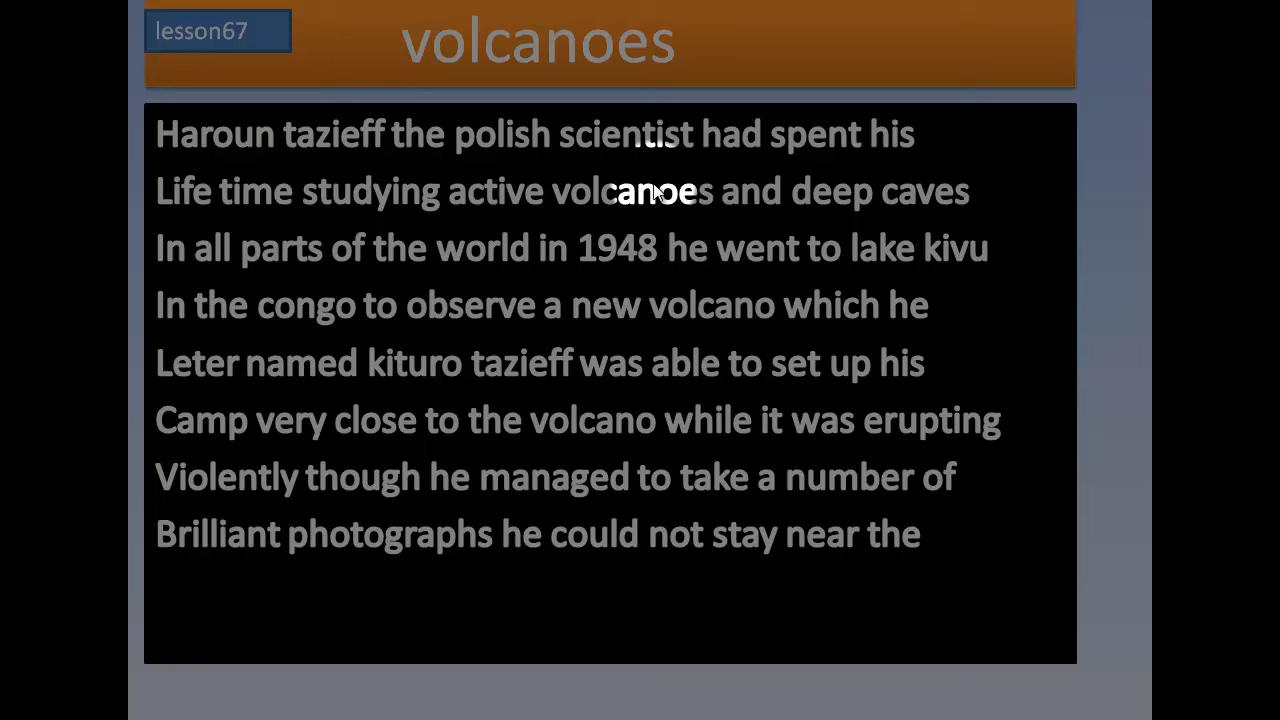 lesson67
volcanoes
Haroun tazieff the polish scientist had spent his
Life time studying active volcanoes and deep caves
In all parts of the world in 1948 he went to lake kivu
In the congo to observe a new volcano which he
Leter named kituro tazieff was able to set up his
Camp very close to the volcano while it was erupting
Violently though he managed to take a number of
Brilliant photographs he could not stay near the